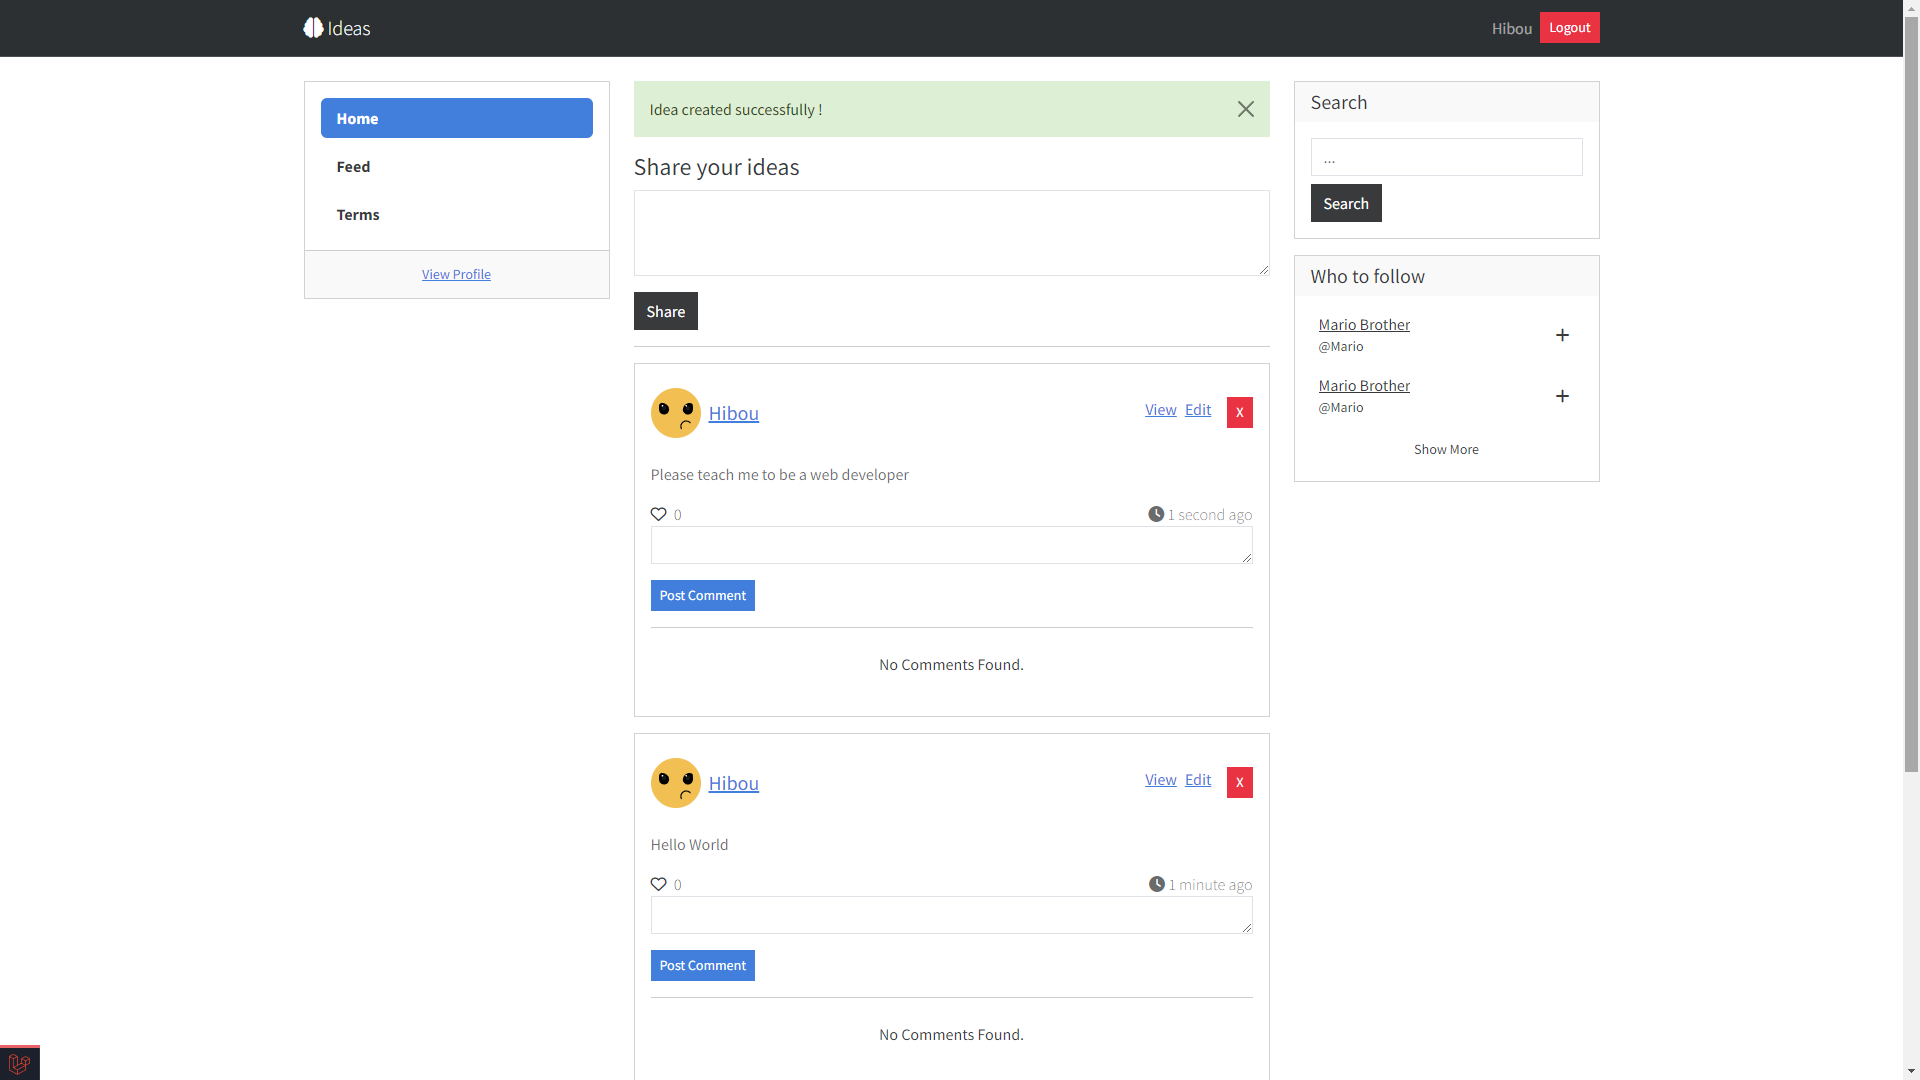 Ideas
Hibou
Logout
Home
Feed
Terms
View Profile
Idea created successfully !
Share your ideas
Share
Hibou
View Edit X
Please teach me to be a web developer
0
1 second ago
Post Comment
No Comments Found.
Hibou
View Edit X
Hello World
0
1 minute ago
Post Comment
No Comments Found.
Search
...
Search
Who to follow
Mario Brother
@Mario
Mario Brother
@Mario
Show More